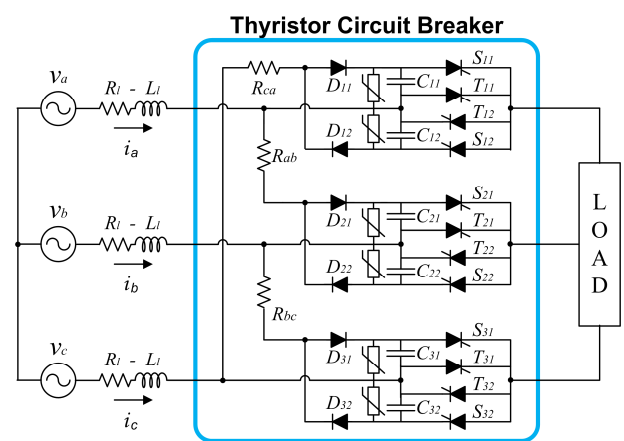 Thyristor Circuit Breaker
va
Rl - Ll
ia
Rca
D11
C11
S11
T11
D12
C12
T12
S12
Rab
vb
Rl - Ll
ib
D21
C21
S21
T21
D22
C22
T22
S22
Rbc
vc
Rl - Ll
ic
D31
C31
S31
T31
D32
C32
T32
S32
L
O
A
D